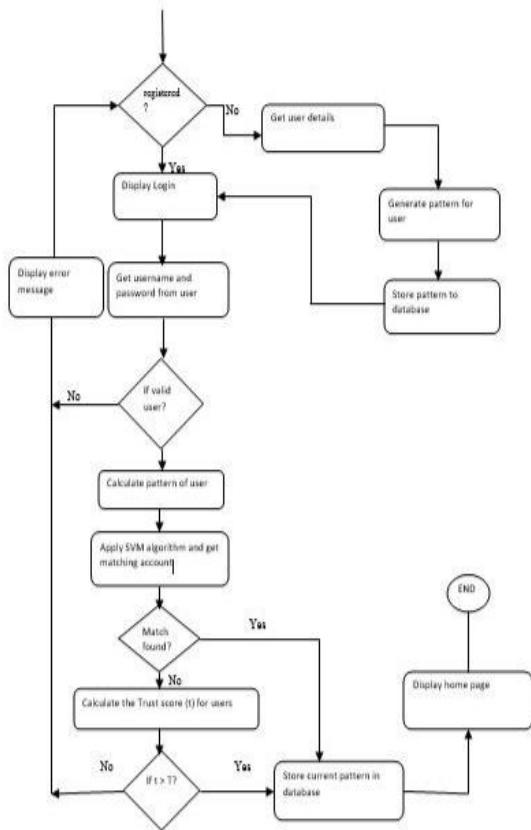 registered
?
No
Get user details
Yes
Display Login
Generate pattern for
user
Display error
message
Get username and
password from user
Store pattern to
database
No
If valid
user?
Calculate pattern of user
Apply SVM algorithm and get
matching account
END
Match
found?
Yes
No
Display home page
Calculate the Trust score (t) for users
No
If t > T?
Yes
Store current pattern in
database